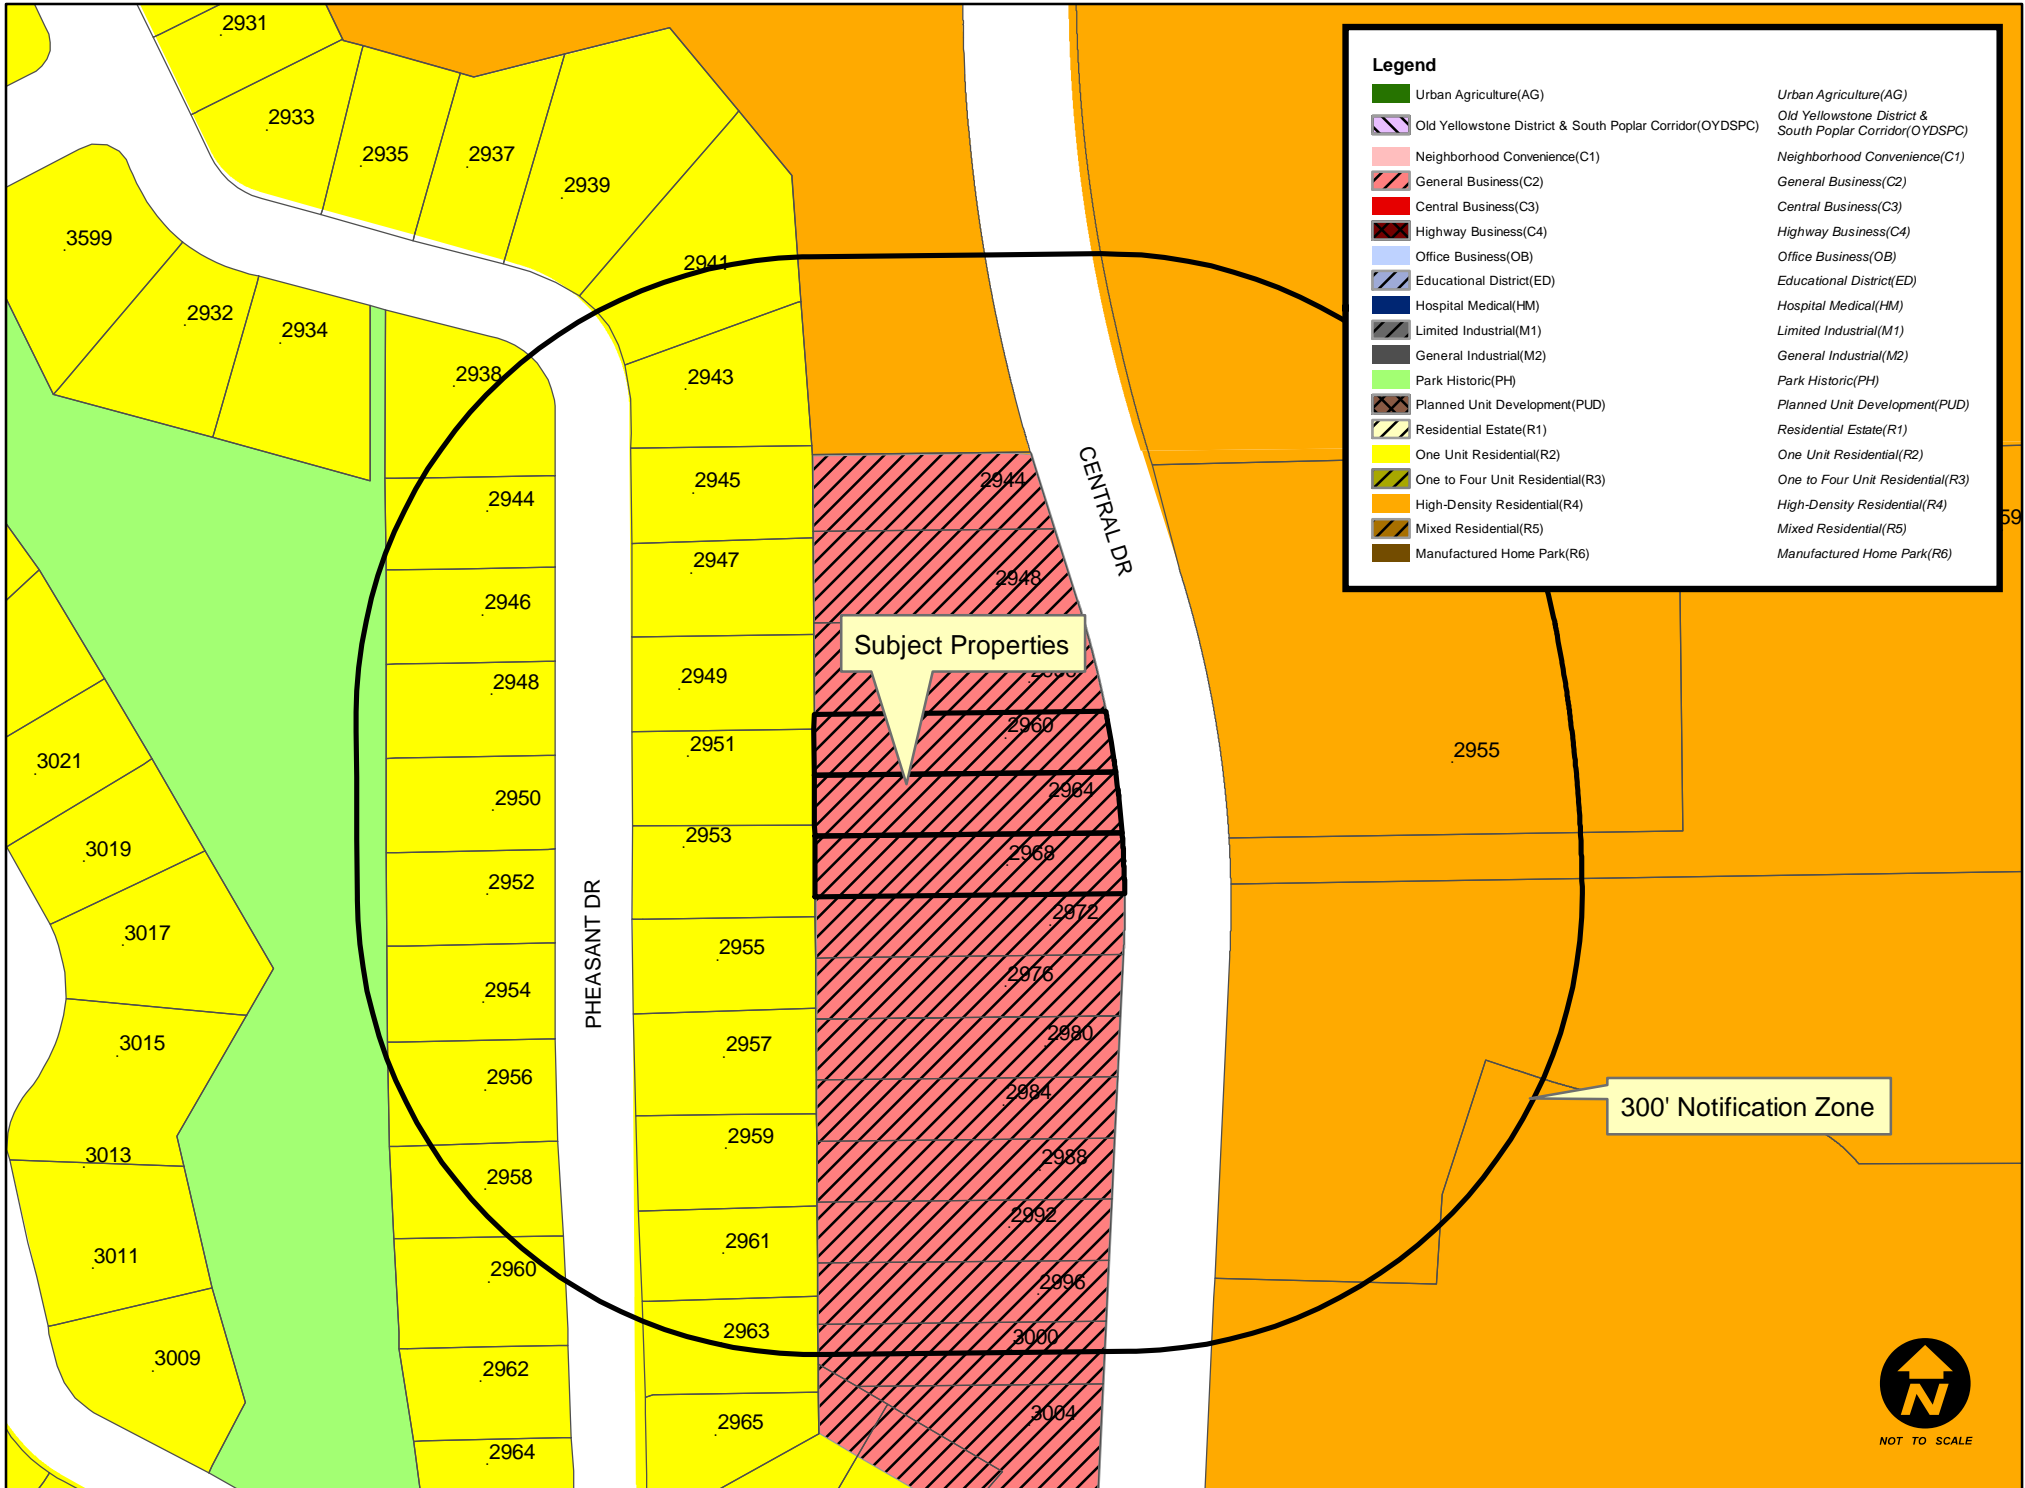 2931
2933
2935
2937
2939
2941
2943
3599
2932
2934
2938
2944
2945
2946
2947
2948
2949
2950
2951
2952
2953
2954
2955
2956
2957
2958
2959
2960
2961
2962
2963
2964
2965
3021
3019
3017
3015
3013
3011
3009
PHEASANT DR
CENTRAL DR
2944
2948
Subject Properties
2960
2964
2968
2972
2976
2980
2984
2988
2992
2996
3000
3004
2955
59
300' Notification Zone
Legend
Urban Agriculture(AG) Urban Agriculture(AG)
Old Yellowstone District & South Poplar Corridor(OYDSPC) Old Yellowstone District &
South Poplar Corridor(OYDSPC)
Neighborhood Convenience(C1) Neighborhood Convenience(C1)
General Business(C2) General Business(C2)
Central Business(C3) Central Business(C3)
Highway Business(C4) Highway Business(C4)
Office Business(OB) Office Business(OB)
Educational District(ED) Educational District(ED)
Hospital Medical(HM) Hospital Medical(HM)
Limited Industrial(M1) Limited Industrial(M1)
General Industrial(M2) General Industrial(M2)
Park Historic(PH) Park Historic(PH)
Planned Unit Development(PUD) Planned Unit Development(PUD)
Residential Estate(R1) Residential Estate(R1)
One Unit Residential(R2) One Unit Residential(R2)
One to Four Unit Residential(R3) One to Four Unit Residential(R3)
High-Density Residential(R4) High-Density Residential(R4)
Mixed Residential(R5) Mixed Residential(R5)
Manufactured Home Park(R6) Manufactured Home Park(R6)
N
NOT TO SCALE